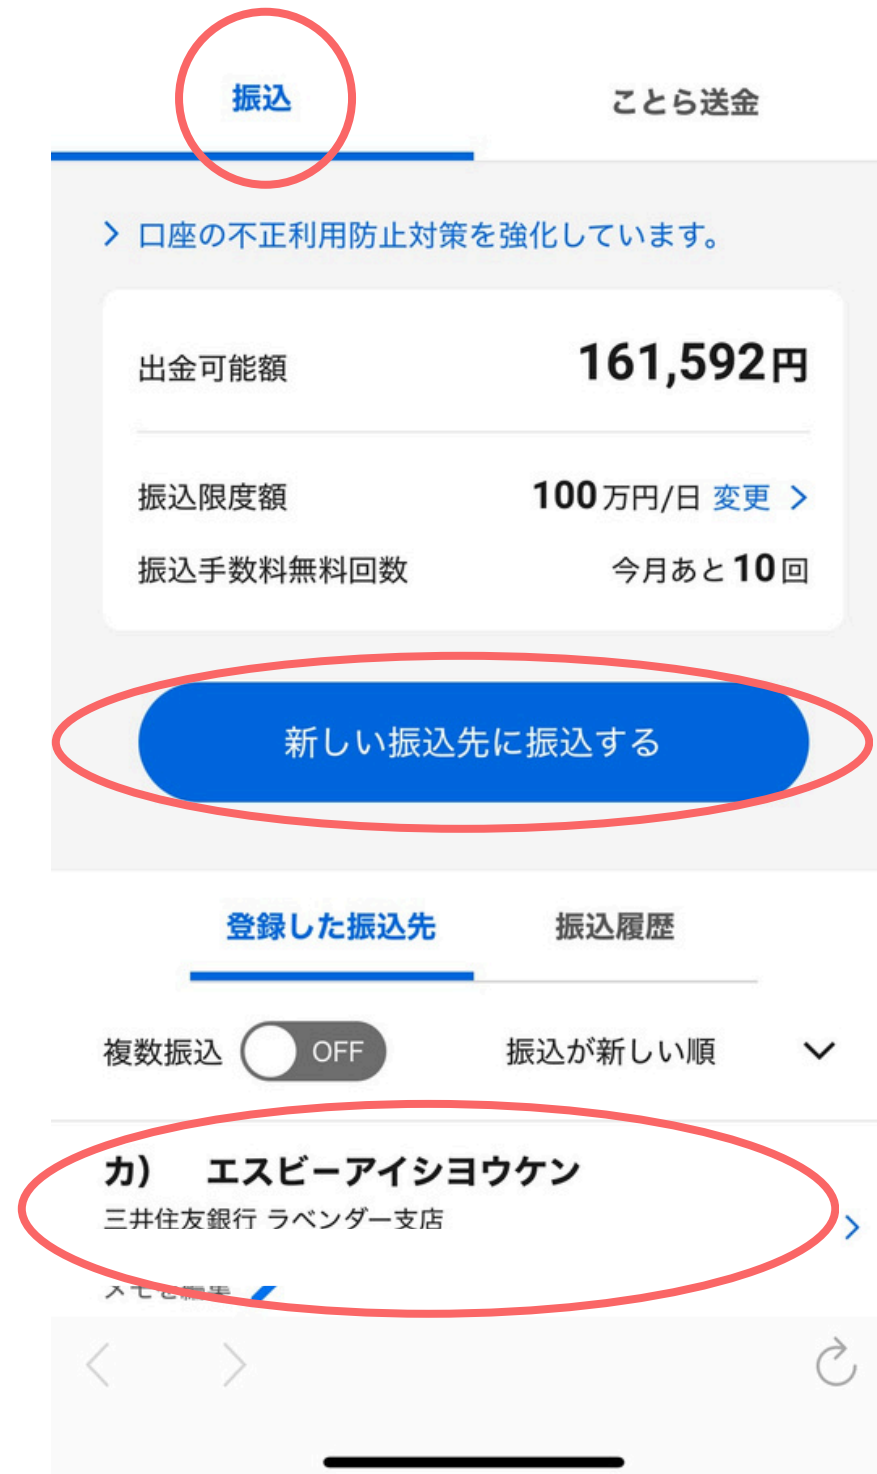 振込
ことら送金
口座の不正利用防止対策を強化しています。
出金可能額 161,592円
振込限度額 100万円/日 変更
振込手数料無料回数 今月あと10回
新しい振込先に振込する
登録した振込先 振込履歴
複数振込 OFF 振込が新しい順
カ） エスビーアイシヨウケン
三井住友銀行 ラベンダー支店
メモを編集